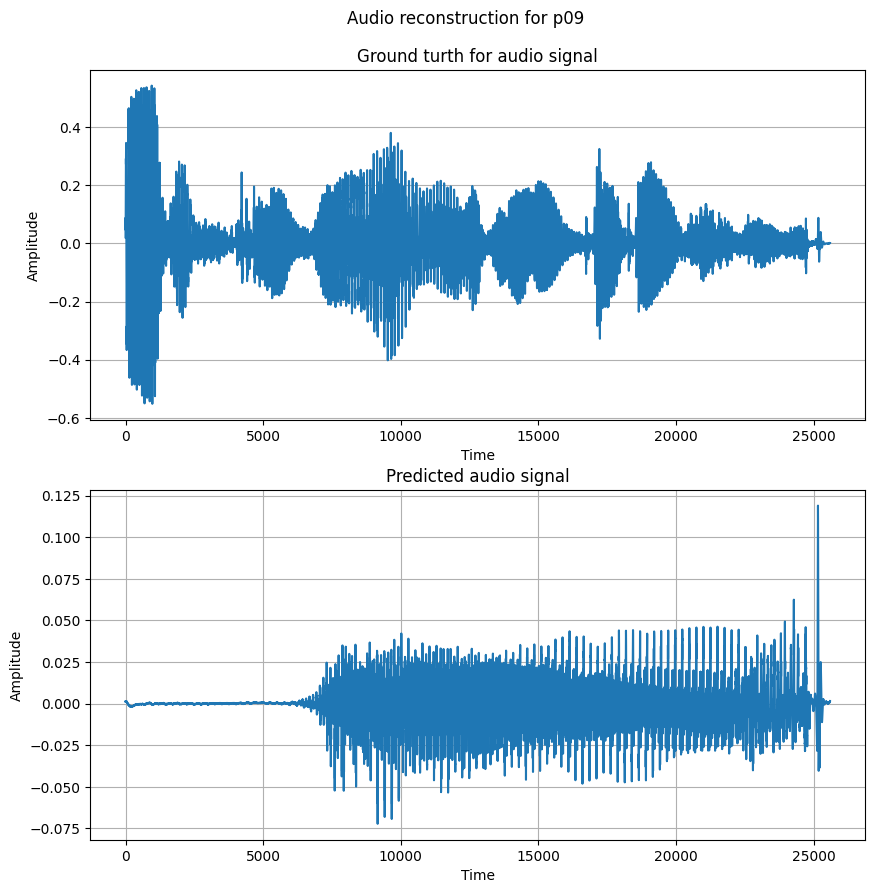 Audio reconstruction for p09
Ground turth for audio signal
0.4
0.2
0.0
−0.2
−0.4
−0.6
Amplitude
0 5000 10000 15000 20000 25000
Time
Predicted audio signal
0.125
0.100
0.075
0.050
0.025
0.000
−0.025
−0.050
−0.075
Amplitude
0 5000 10000 15000 20000 25000
Time